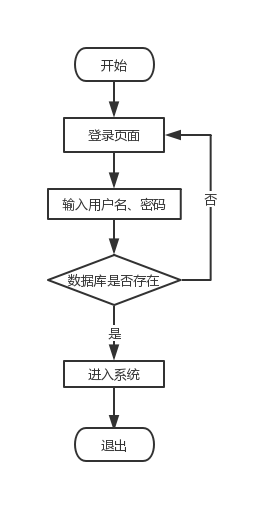 开始
登录页面
输入用户名、密码
数据库是否存在
否
是
进入系统
退出